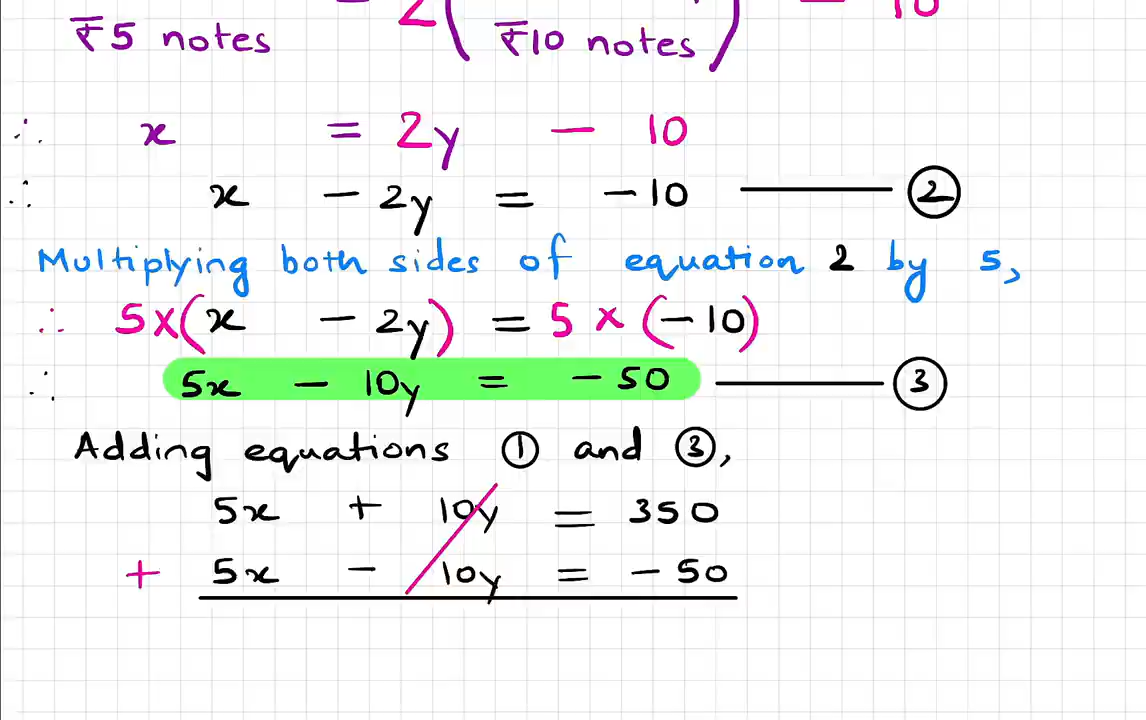 = 2 ( ) - 10
₹5 notes ₹10 notes
∴ x = 2y - 10
∴ x - 2y = -10 ——— ②
Multiplying both sides of equation 2 by 5,
∴ 5×(x - 2y) = 5 × (-10)
∴ 5x - 10y = -50 ——— ③
Adding equations ① and ③,
5x + 10y = 350
+ 5x - 10y = -50